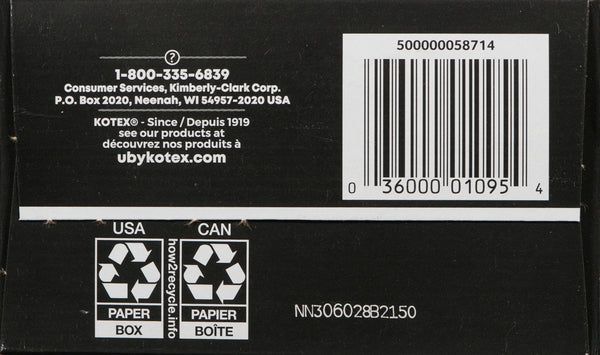 ?
1-800-335-6839
Consumer Services, Kimberly-Clark Corp.
P.O. Box 2020, Neenah, WI 54957-2020 USA
KOTEX® - Since / Depuis 1919
see our products at
découvrez nos produits à
ubykotex.com
500000058714
0 36000 01095 4
USA
PAPER
BOX
how2recycle.info
CAN
PAPIER
BOÎTE
NN306028B2150